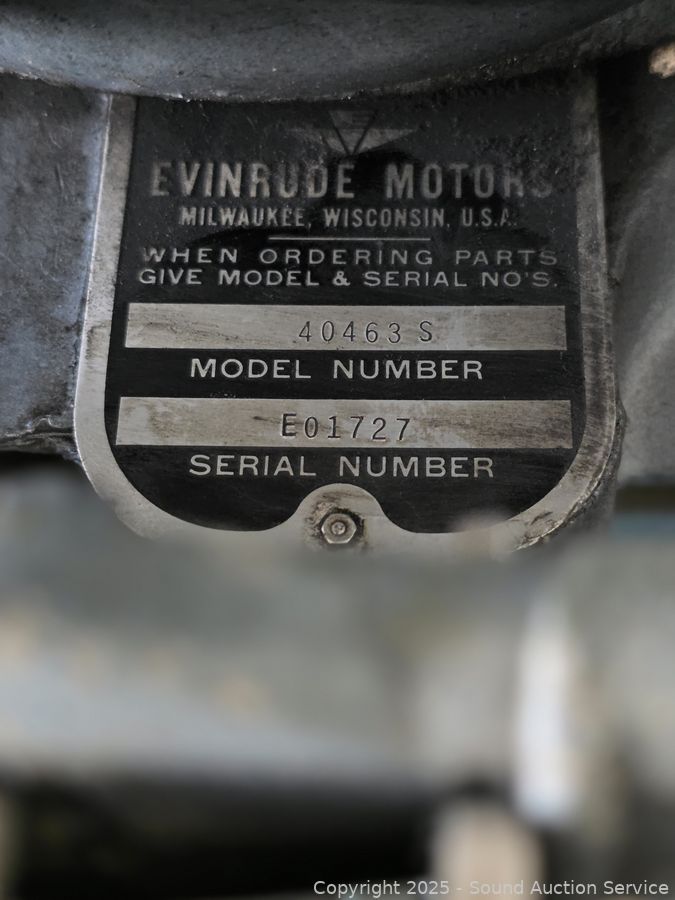 EVINRUDE MOTORS
MILWAUKEE, WISCONSIN, U.S.A.
WHEN ORDERING PARTS
GIVE MODEL & SERIAL NO'S.
40463 S
MODEL NUMBER
E01727
SERIAL NUMBER
Copyright 2025 - Sound Auction Service